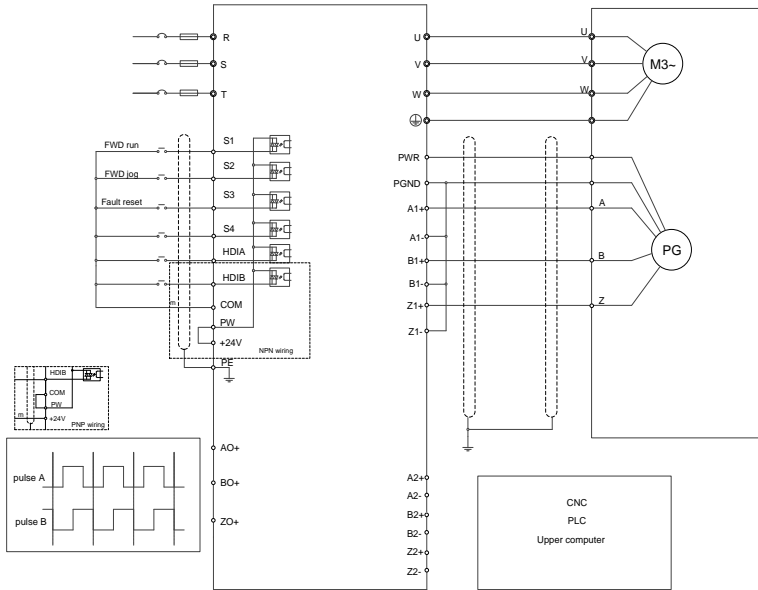 R
S
T
U
V
W
U
V
W
M3~
FWD run
S1
FWD jog
S2
Fault reset
S3
S4
HDIA
HDIB
m
COM
PW
+24V
NPN wiring
PE
PWR
PGND
A1+
A1-
B1+
B1-
Z1+
Z1-
A
B
Z
PG
HDIB
COM
PW
m
+24V
PNP wiring
pulse A
pulse B
AO+
BO+
ZO+
A2+
A2-
B2+
B2-
Z2+
Z2-
CNC
PLC
Upper computer